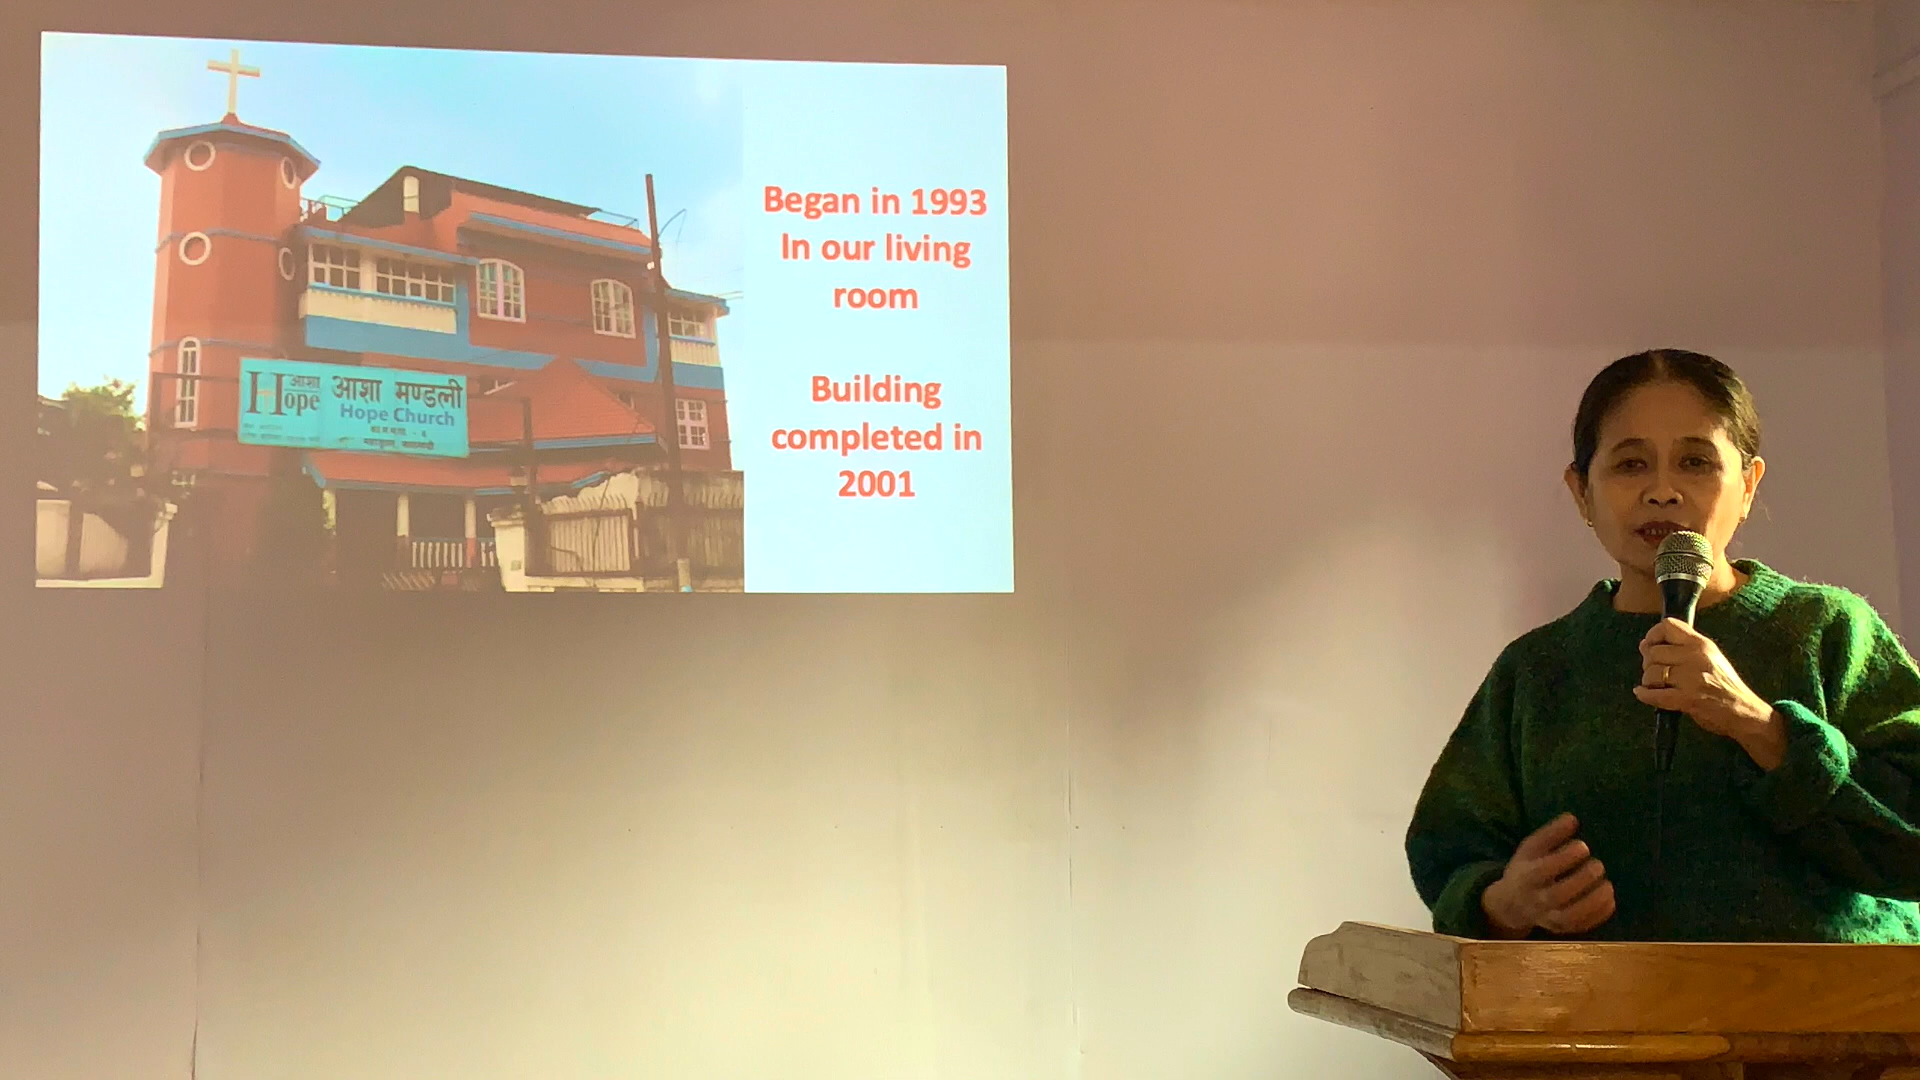 आशा
Hope
आशा मण्डली
Hope Church
Began in 1993
In our living
room
Building
completed in
2001